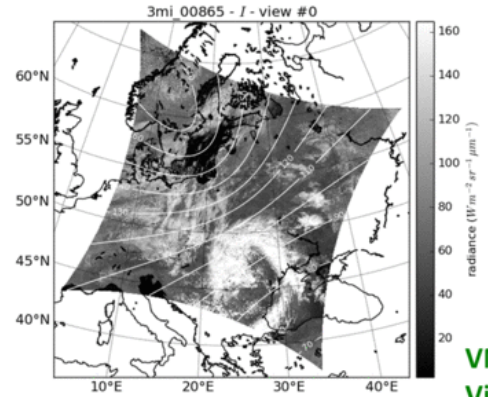 3mi_00865 - I - view #0
60°N
55°N
50°N
45°N
40°N
10°E
20°E
30°E
40°E
160
140
120
100
80
60
40
20
radiance (Wm⁻² sr⁻¹ μm⁻¹)